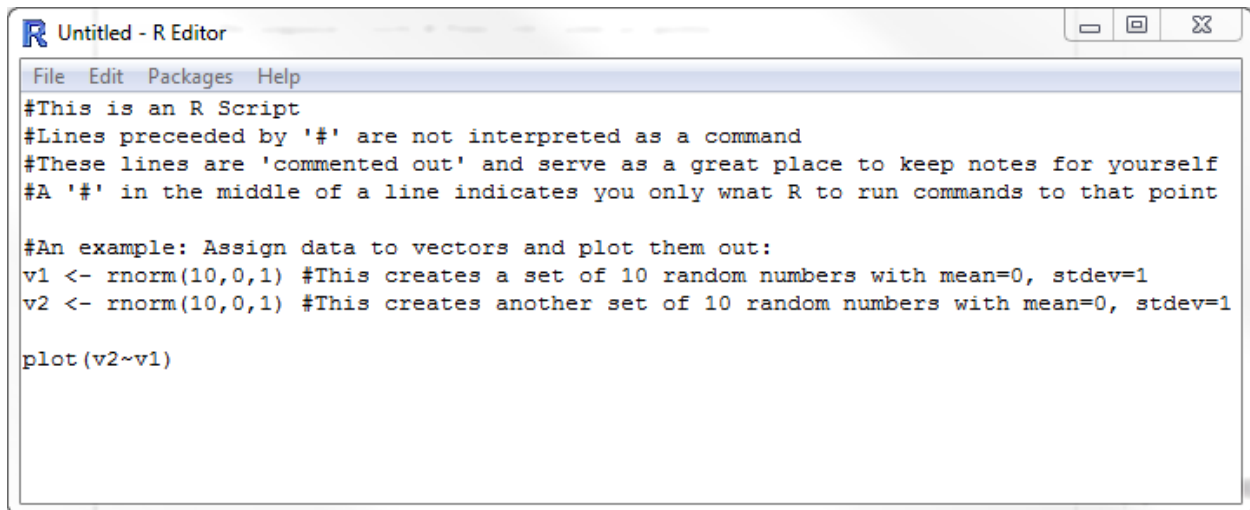 Untitled - R Editor
File Edit Packages Help
#This is an R Script
#Lines preceeded by '#' are not interpreted as a command
#These lines are 'commented out' and serve as a great place to keep notes for yourself
#A '#' in the middle of a line indicates you only wnat R to run commands to that point
#An example: Assign data to vectors and plot them out:
v1 <- rnorm(10,0,1) #This creates a set of 10 random numbers with mean=0, stdev=1
v2 <- rnorm(10,0,1) #This creates another set of 10 random numbers with mean=0, stdev=1
plot(v2~v1)